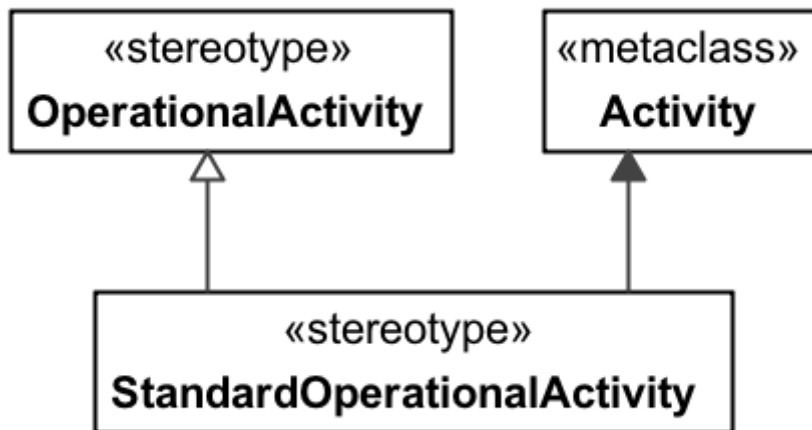 «stereotype»
OperationalActivity
«metaclass»
Activity
«stereotype»
StandardOperationalActivity